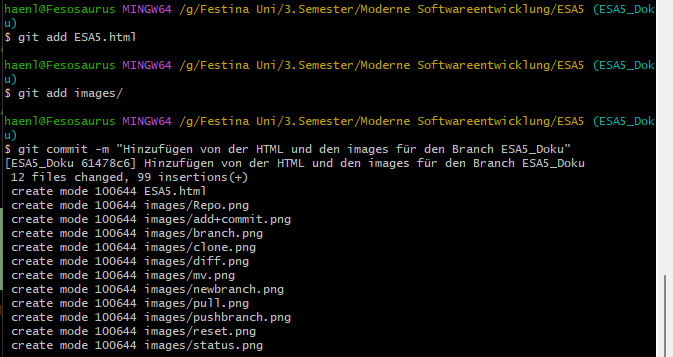 haenl@Fesosaurus MINGW64 /g/Festina Uni/3.Semester/Moderne Softwareentwicklung/ESA5 (ESA5_Dok
u)
$ git add ESA5.html
haenl@Fesosaurus MINGW64 /g/Festina Uni/3.Semester/Moderne Softwareentwicklung/ESA5 (ESA5_Dok
u)
$ git add images/
haenl@Fesosaurus MINGW64 /g/Festina Uni/3.Semester/Moderne Softwareentwicklung/ESA5 (ESA5_Dok
u)
$ git commit -m "Hinzufügen von der HTML und den images für den Branch ESA5_Doku"
[ESA5_Doku 61478c6] Hinzufügen von der HTML und den images für den Branch ESA5_Doku
 12 files changed, 99 insertions(+)
 create mode 100644 ESA5.html
 create mode 100644 images/Repo.png
 create mode 100644 images/add+commit.png
 create mode 100644 images/branch.png
 create mode 100644 images/clone.png
 create mode 100644 images/diff.png
 create mode 100644 images/mv.png
 create mode 100644 images/newbranch.png
 create mode 100644 images/pull.png
 create mode 100644 images/pushbranch.png
 create mode 100644 images/reset.png
 create mode 100644 images/status.png